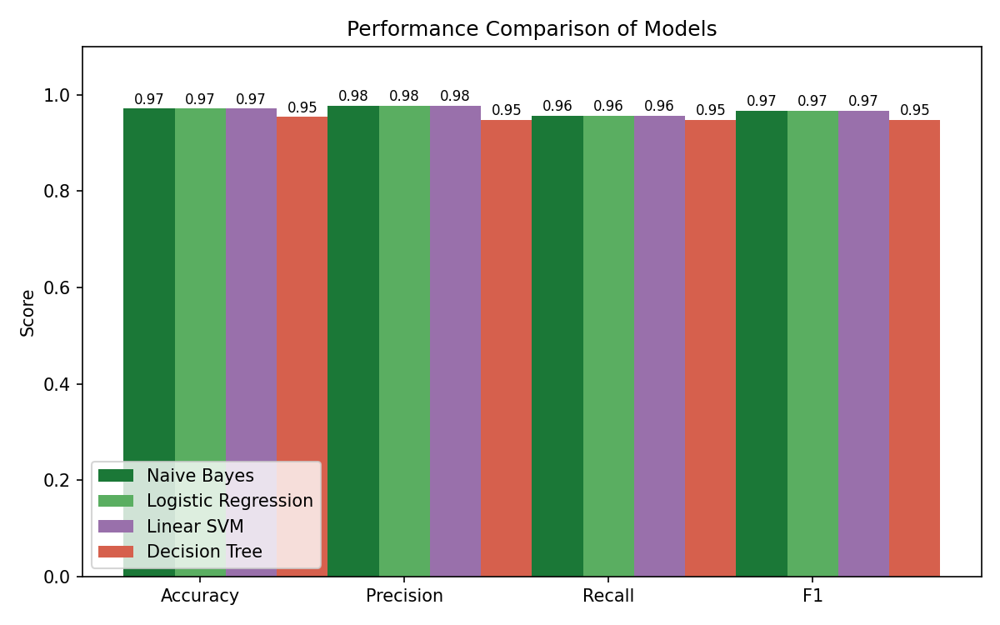 Performance Comparison of Models
Score
1.0
0.8
0.6
0.4
0.2
0.0
0.97 0.97 0.97 0.95 0.98 0.98 0.98 0.95 0.96 0.96 0.96 0.95 0.97 0.97 0.97 0.95
Naive Bayes
Logistic Regression
Linear SVM
Decision Tree
Accuracy Precision Recall F1